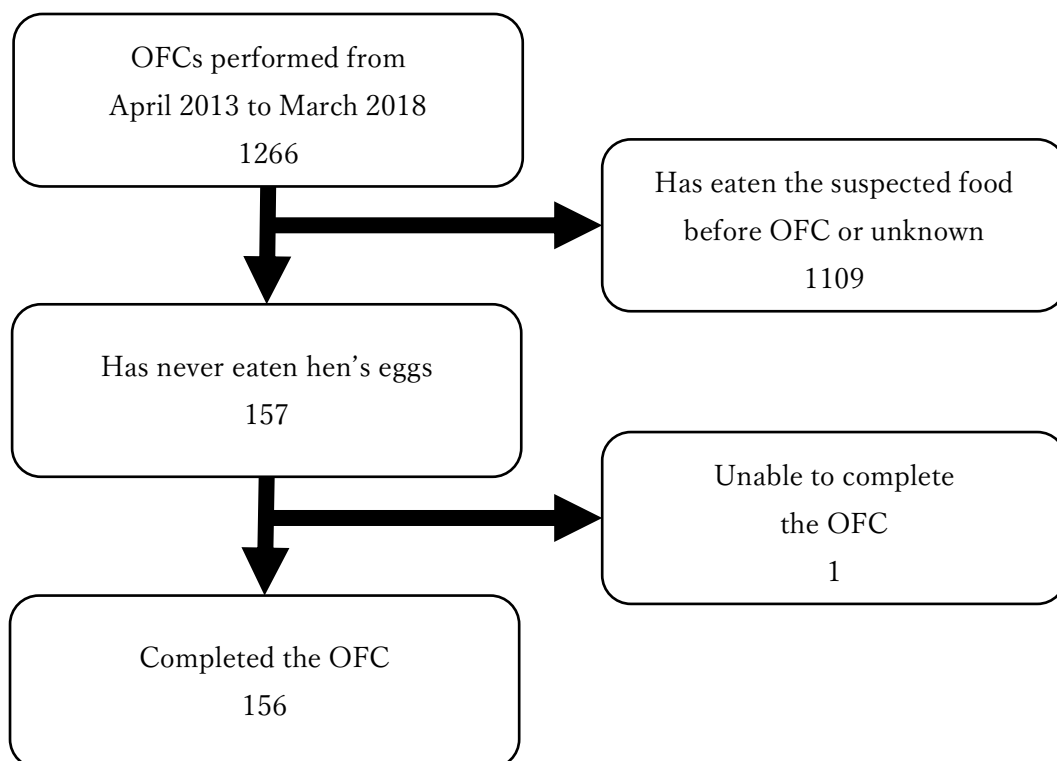 OFCs performed from
April 2013 to March 2018
1266
Has eaten the suspected food
before OFC or unknown
1109
Has never eaten hen’s eggs
157
Unable to complete
the OFC
1
Completed the OFC
156